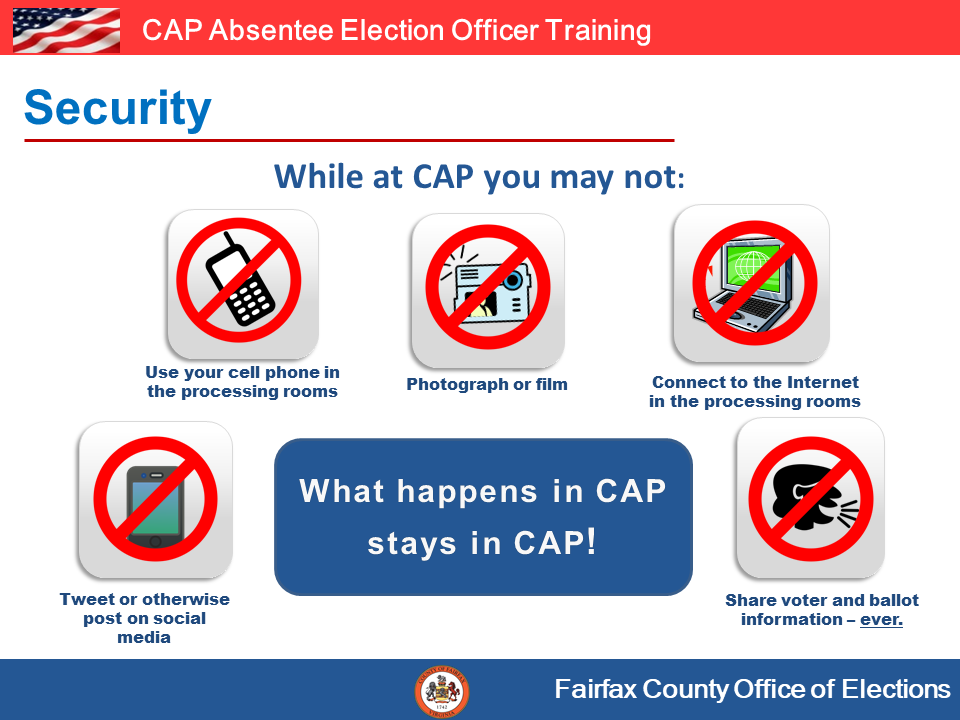 CAP Absentee Election Officer Training
Security
While at CAP you may not:
Use your cell phone in
the processing rooms
Photograph or film
Connect to the Internet
in the processing rooms
What happens in CAP
stays in CAP!
Tweet or otherwise
post on social
media
Share voter and ballot
information – ever.
COUNTY OF FAIRFAX
1742
VIRGINIA
Fairfax County Office of Elections